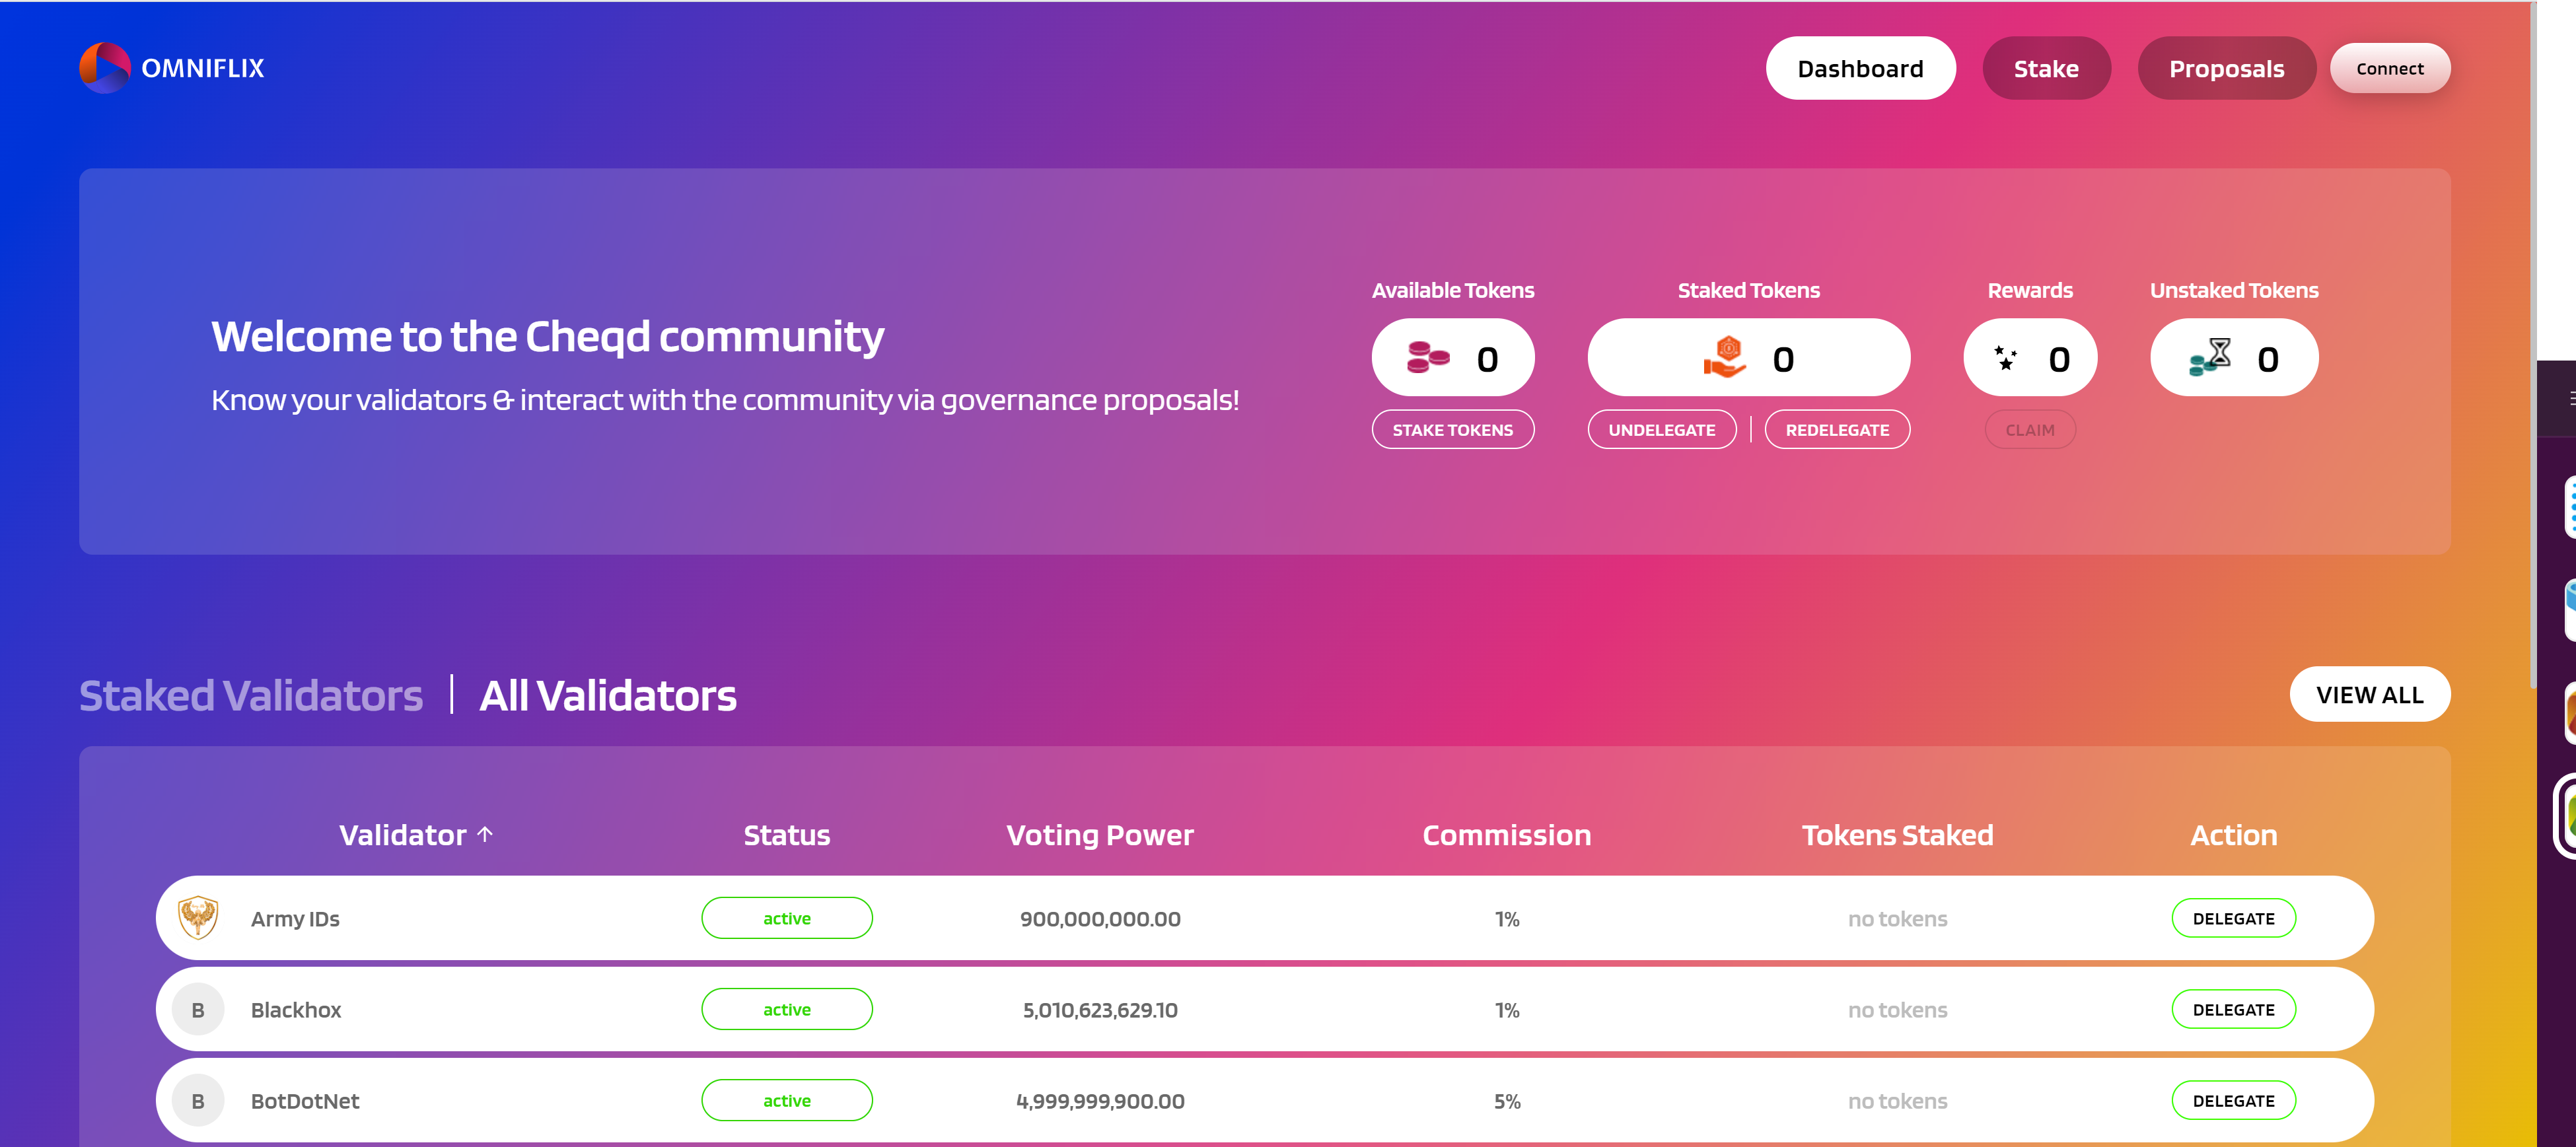 OMNIFLIX
Dashboard Stake Proposals Connect
Available Tokens Staked Tokens Rewards Unstaked Tokens
Welcome to the Cheqd community
0 0 0 0
Know your validators & interact with the community via governance proposals!
STAKE TOKENS UNDELEGATE REDELEGATE CLAIM
Staked Validators All Validators VIEW ALL
Validator Status Voting Power Commission Tokens Staked Action
Army IDs active 900,000,000.00 1% no tokens DELEGATE
B Blackhox active 5,010,623,629.10 1% no tokens DELEGATE
B BotDotNet active 4,999,999,900.00 5% no tokens DELEGATE